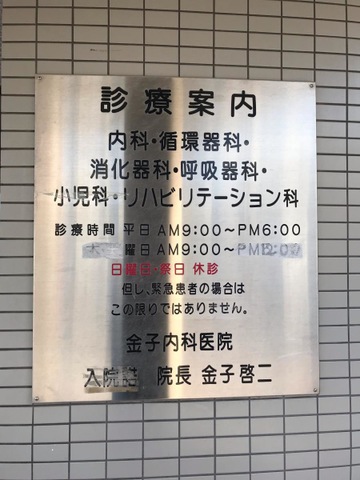 診療案内
内科・循環器科・
消化器科・呼吸器科・
小児科・リハビリテーション科
診療時間 平日 AM9:00～PM6:00
曜日 AM9:00～PM12:00
日曜日・祭日 休診
但し、緊急患者の場合は
この限りではありません。
金子内科医院
入院 院長 金子啓二